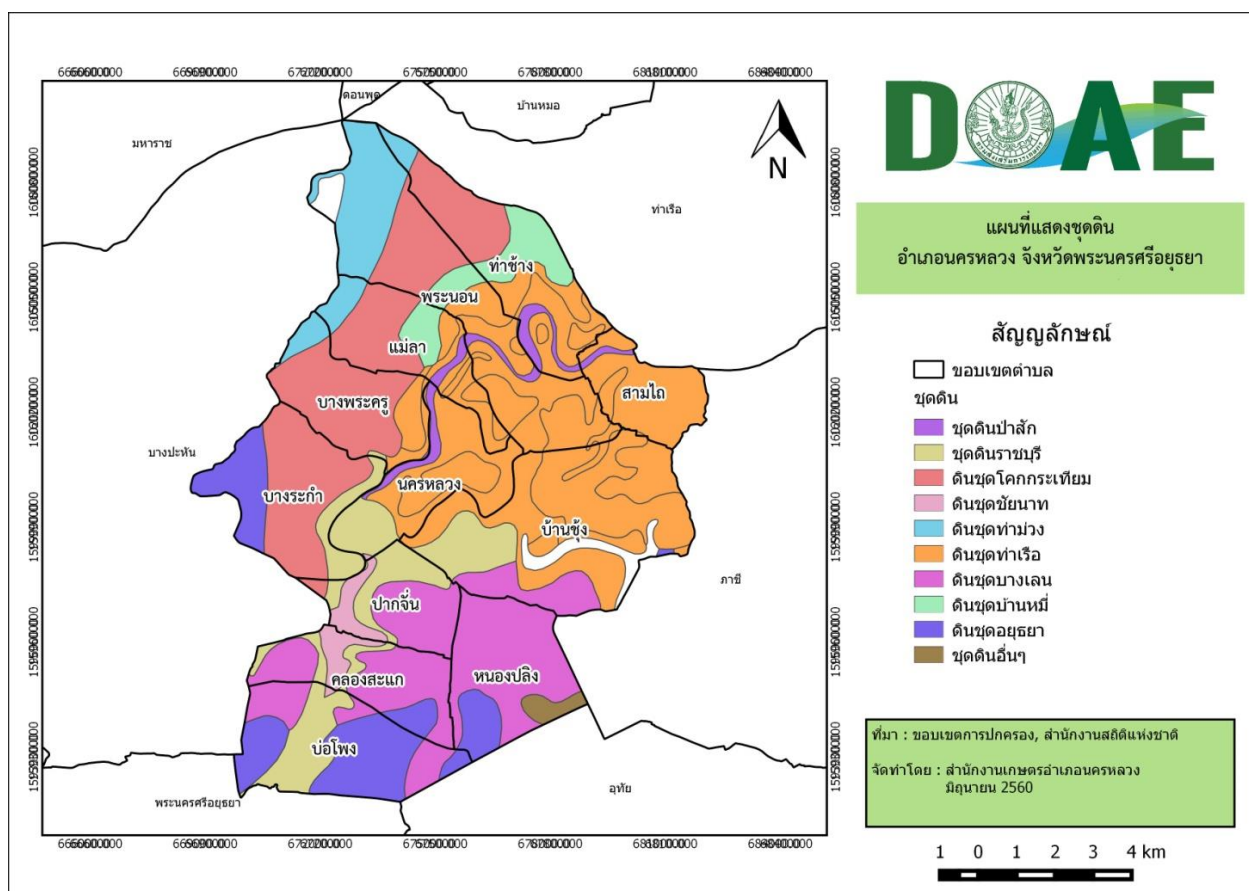 DOAE
แผนที่แสดงชุดดิน
อำเภอนครหลวง จังหวัดพระนครศรีอยุธยา
สัญญลักษณ์
ขอบเขตตำบล
ชุดดิน
ชุดดินป่าสัก
ชุดดินราชบุรี
ดินชุดโคกกระเทียม
ดินชุดชัยนาท
ดินชุดท่าม่วง
ดินชุดท่าเรือ
ดินชุดบางเลน
ดินชุดบ้านหมี่
ดินชุดอยุธยา
ชุดดินอื่นๆ
ที่มา : ขอบเขตการปกครอง, สำนักงานสถิติแห่งชาติ
จัดทำโดย : สำนักงานเกษตรอำเภอนครหลวง
มิถุนายน 2560
1 0 1 2 3 4 km
N
ดอนพุด
บ้านหมอ
มหาราช
ท่าเรือ
ท่าช้าง
พระนอน
แม่ลา
สามไถ
บางพระครู
บางปะหัน
นครหลวง
บางระกำ
บ้านชุ้ง
ภาชี
ปากจั่น
คลองสะแก
หนองปลิง
บ่อโพง
พระนครศรีอยุธยา
อุทัย